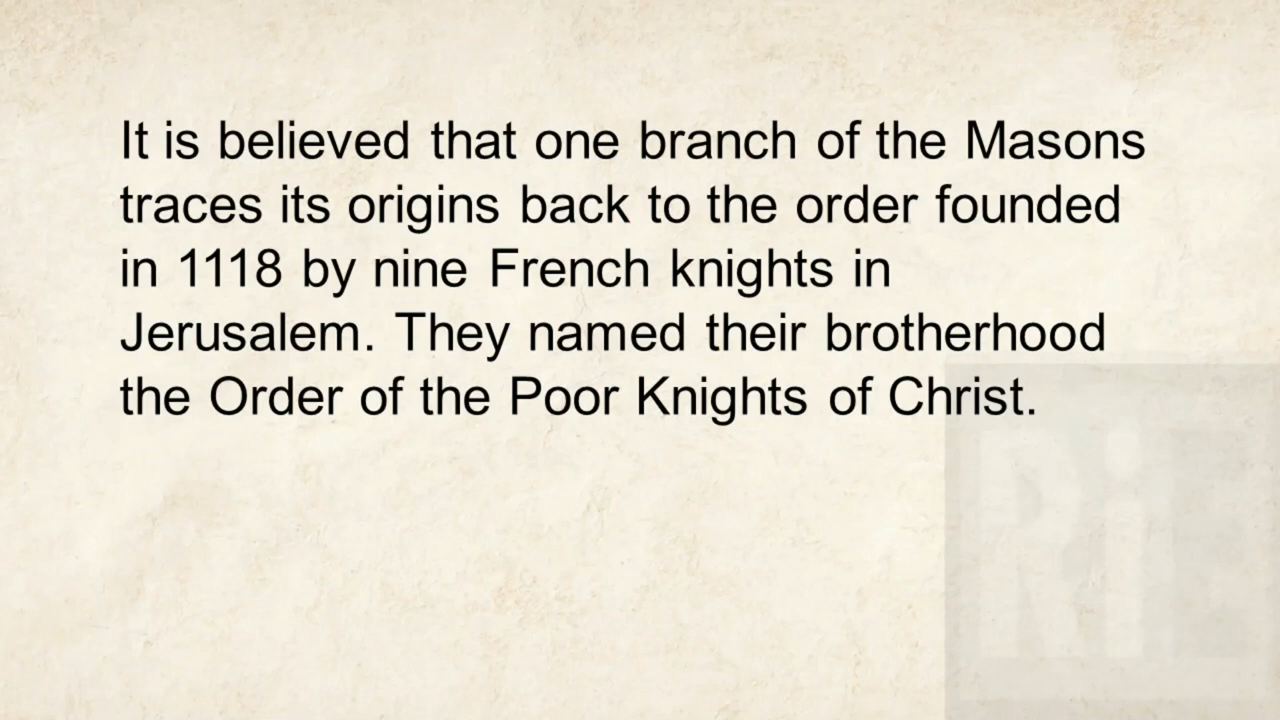 It is believed that one branch of the Masons
traces its origins back to the order founded
in 1118 by nine French knights in
Jerusalem. They named their brotherhood
the Order of the Poor Knights of Christ.